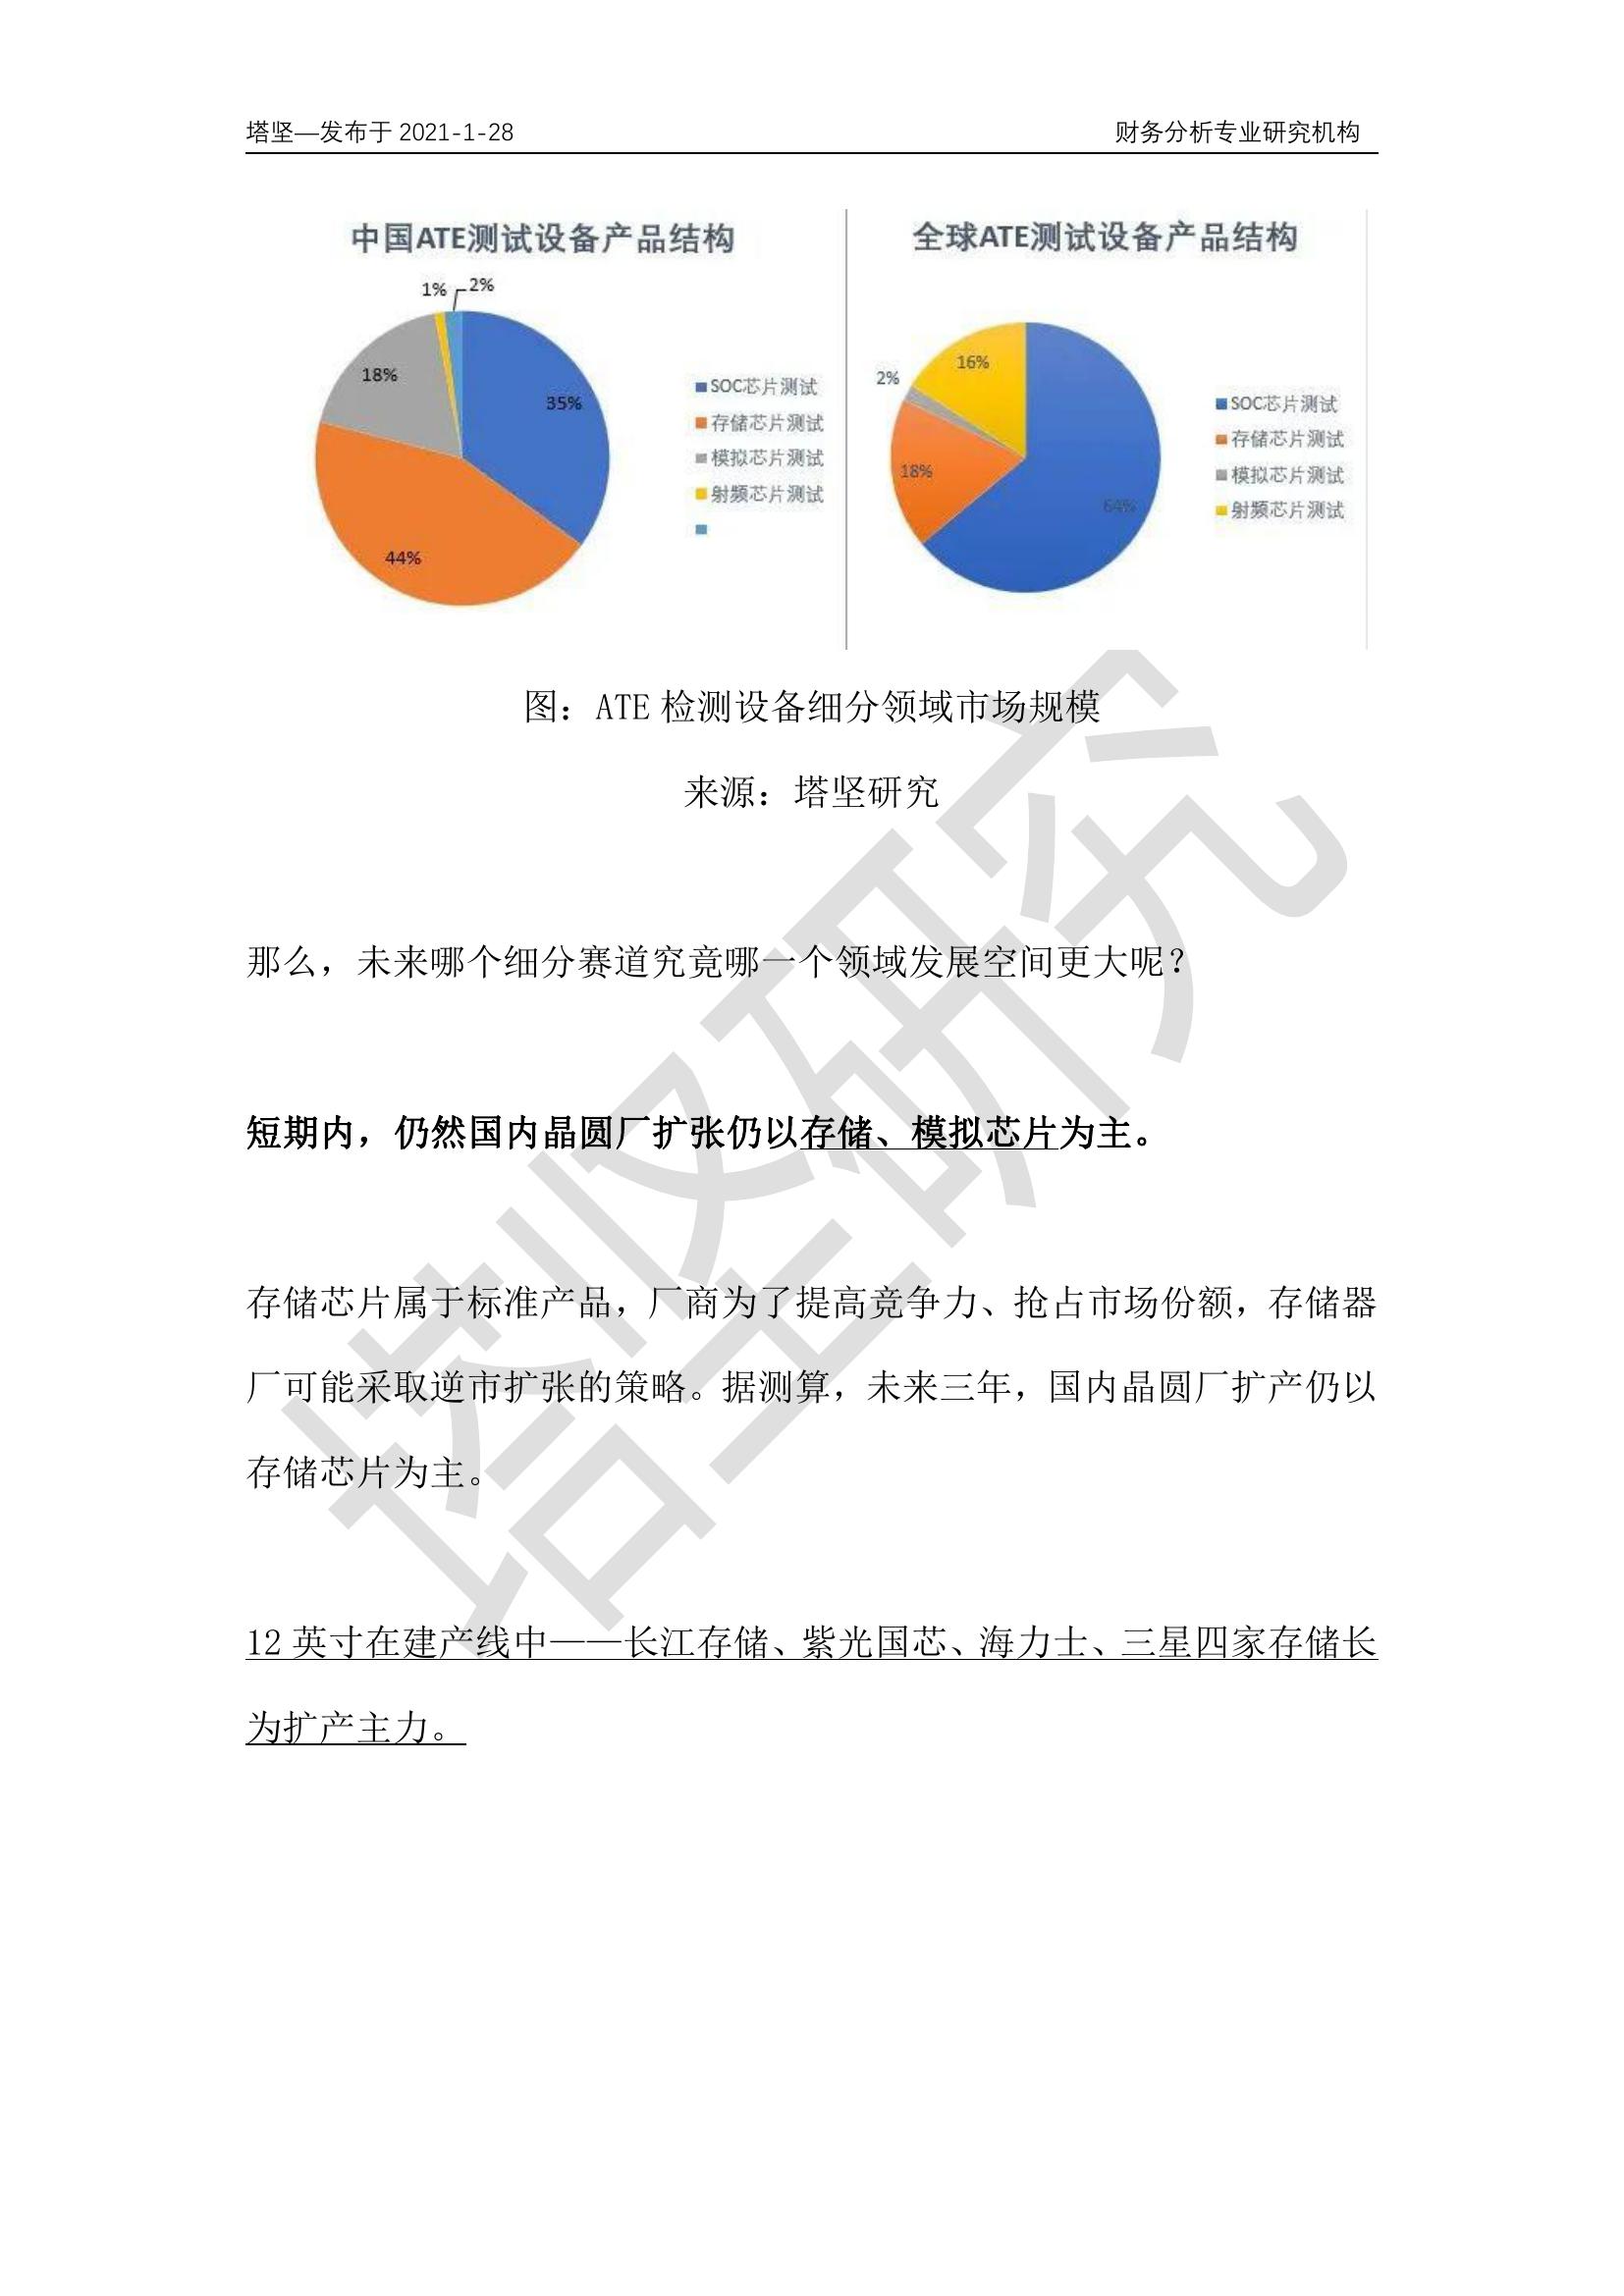 塔坚—发布于 2021-1-28 财务分析专业研究机构
中国ATE测试设备产品结构
1% 2%
18%
35%
44%
SOC芯片测试
存储芯片测试
模拟芯片测试
射频芯片测试
全球ATE测试设备产品结构
16%
2%
18%
64%
SOC芯片测试
存储芯片测试
模拟芯片测试
射频芯片测试
图：ATE 检测设备细分领域市场规模
来源：塔坚研究
那么，未来哪个细分赛道究竟哪一个领域发展空间更大呢？
短期内，仍然国内晶圆厂扩张仍以存储、模拟芯片为主。
存储芯片属于标准产品，厂商为了提高竞争力、抢占市场份额，存储器
厂可能采取逆市扩张的策略。据测算，未来三年，国内晶圆厂扩产仍以
存储芯片为主。
12 英寸在建产线中——长江存储、紫光国芯、海力士、三星四家存储长
为扩产主力。
塔坚研究